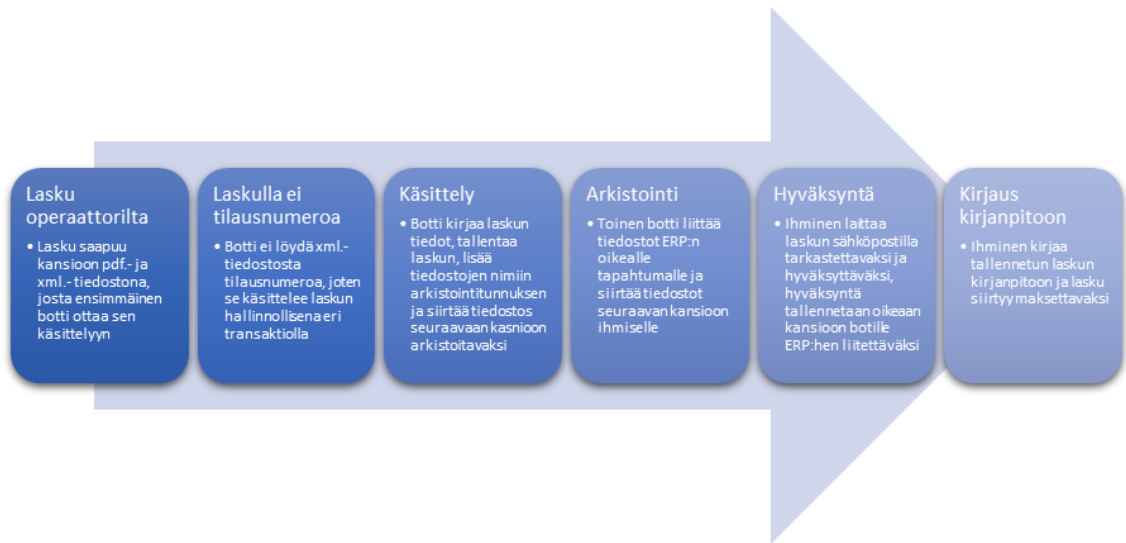 Lasku
operaattorilta
• Lasku saapuu
kansioon pdf.- ja
xml.- tiedostona,
josta ensimmäinen
botti ottaa sen
käsittelyyn
Laskulla ei
tilausnumeroa
• Botti ei löydä xml.-
tiedostosta
tilausnumeroa, joten
se käsittelee laskun
hallinnollisena eri
transaktiolla
Käsittely
• Botti kirjaa laskun
tiedot, tallentaa
laskun, lisää
tiedostojen nimiin
arkistointitunnuksen
ja siirtää tiedostos
seuraavaan kasnioon
arkistoitavaksi
Arkistointi
• Toinen botti liittää
tiedostot ERP:n
oikealle
tapahtumalle ja
siirtää tiedostot
seuraavan kansioon
ihmiselle
Hyväksyntä
• Ihminen laittaa
laskun sähköpostilla
tarkastettavaksi ja
hyväksyttäväksi,
hyväksyntä
tallennetaan oikeaan
kansioon botille
ERP:hen liitettäväksi
Kirjaus
kirjanpitoon
• Ihminen kirjaa
tallennetun laskun
kirjanpitoon ja lasku
siirtyy maksettavaksi